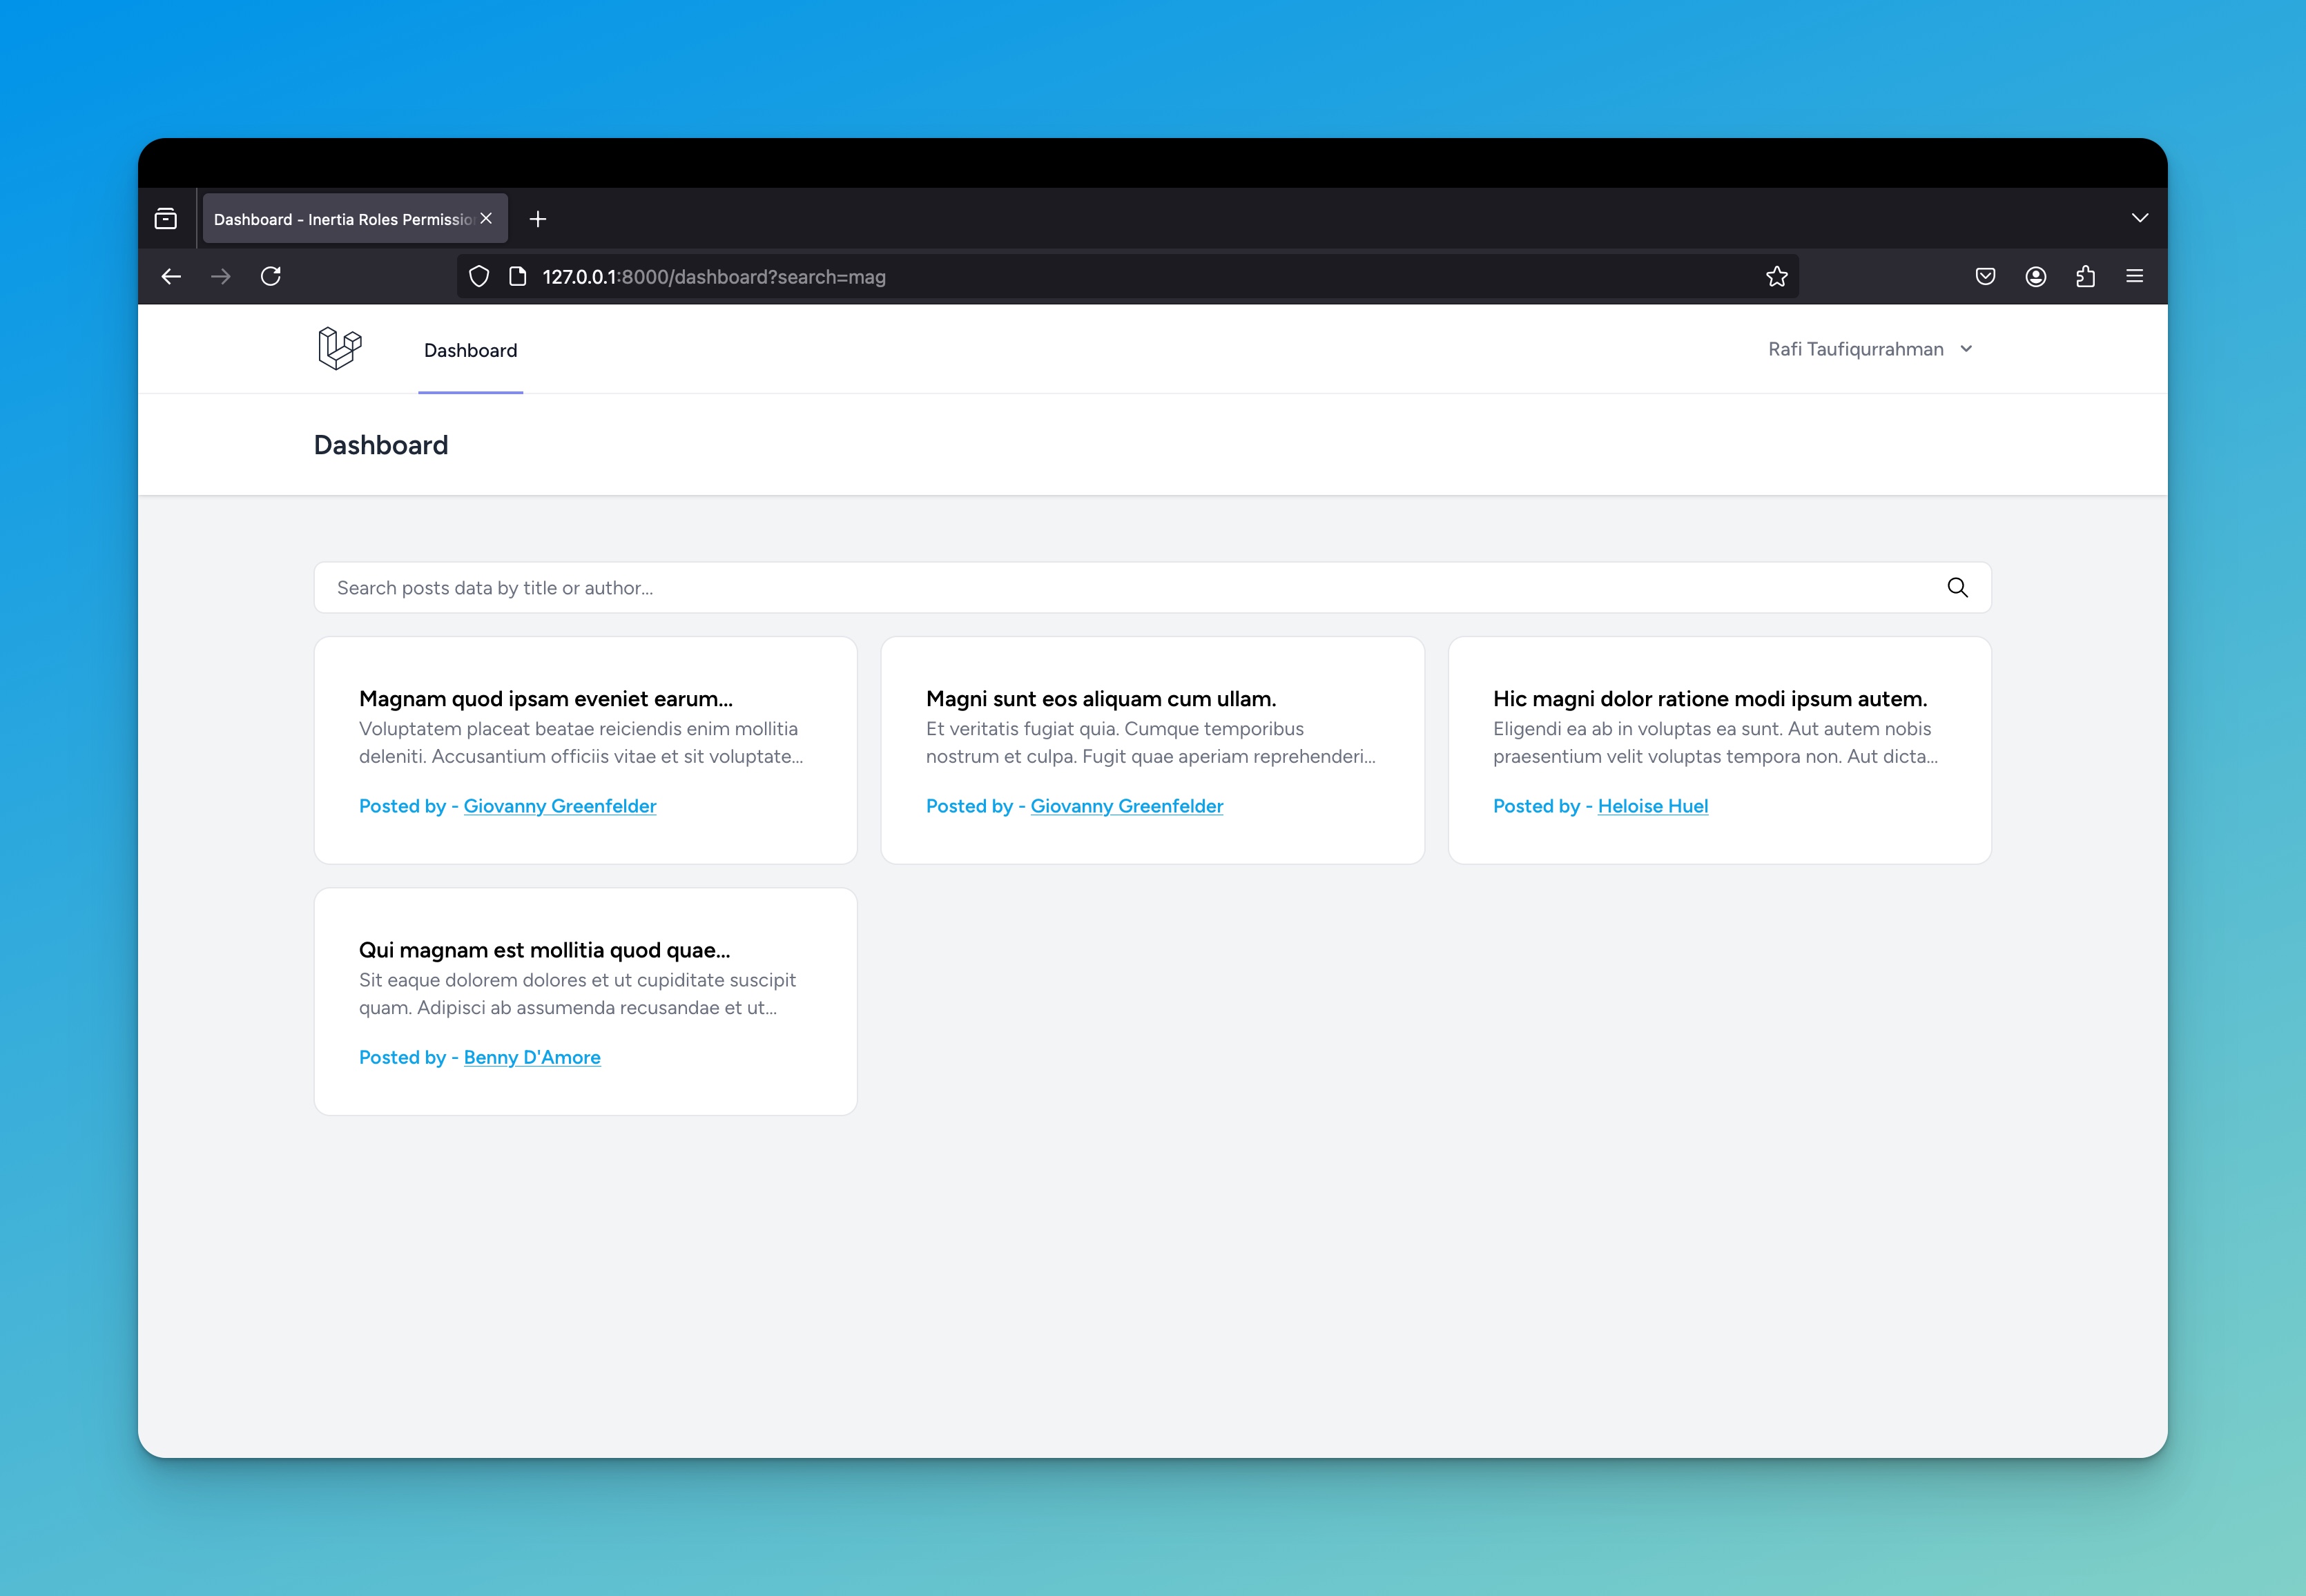 Dashboard - Inertia Roles Permissio
127.0.0.1:8000/dashboard?search=mag
Dashboard
Rafi Taufiqurrahman
Dashboard
Search posts data by title or author...
Magnam quod ipsam eveniet earum...
Voluptatem placeat beatae reiciendis enim mollitia
deleniti. Accusantium officiis vitae et sit voluptate...
Posted by - Giovanny Greenfelder
Magni sunt eos aliquam cum ullam.
Et veritatis fugiat quia. Cumque temporibus
nostrum et culpa. Fugit quae aperiam reprehenderi...
Posted by - Giovanny Greenfelder
Hic magni dolor ratione modi ipsum autem.
Eligendi ea ab in voluptas ea sunt. Aut autem nobis
praesentium velit voluptas tempora non. Aut dicta...
Posted by - Heloise Huel
Qui magnam est mollitia quod quae...
Sit eaque dolorem dolores et ut cupiditate suscipit
quam. Adipisci ab assumenda recusandae et ut...
Posted by - Benny D'Amore